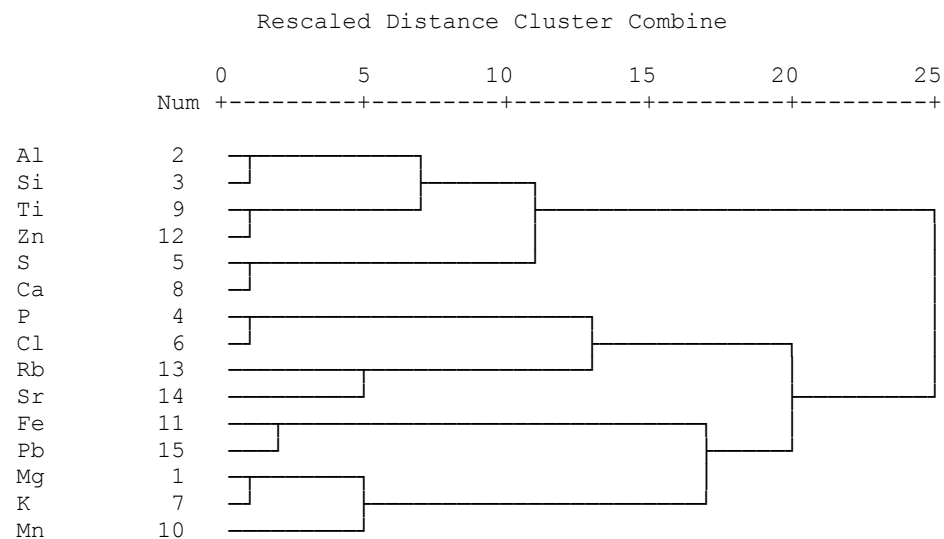 Rescaled Distance Cluster Combine
0 5 10 15 20 25
Num +---------+---------+---------+---------+---------+
Al 2
Si 3
Ti 9
Zn 12
S 5
Ca 8
P 4
Cl 6
Rb 13
Sr 14
Fe 11
Pb 15
Mg 1
K 7
Mn 10